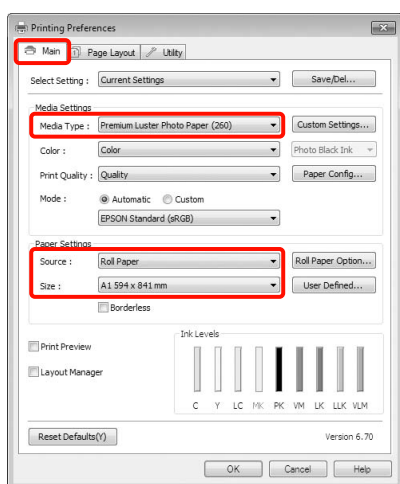 Printing Preferences
Main Page Layout Utility
Select Setting : Current Settings Save/Del...
Media Settings
Media Type : Premium Luster Photo Paper (260) Custom Settings...
Color : Color Photo Black Ink
Print Quality : Quality Paper Config...
Mode : Automatic Custom
EPSON Standard (sRGB)
Paper Settings
Source : Roll Paper Roll Paper Option...
Size : A1 594 x 841 mm User Defined...
Borderless
Ink Levels
Print Preview
Layout Manager
C Y LC MK PK VM LK LLK VLM
Reset Defaults(Y) Version 6.70
OK Cancel Help